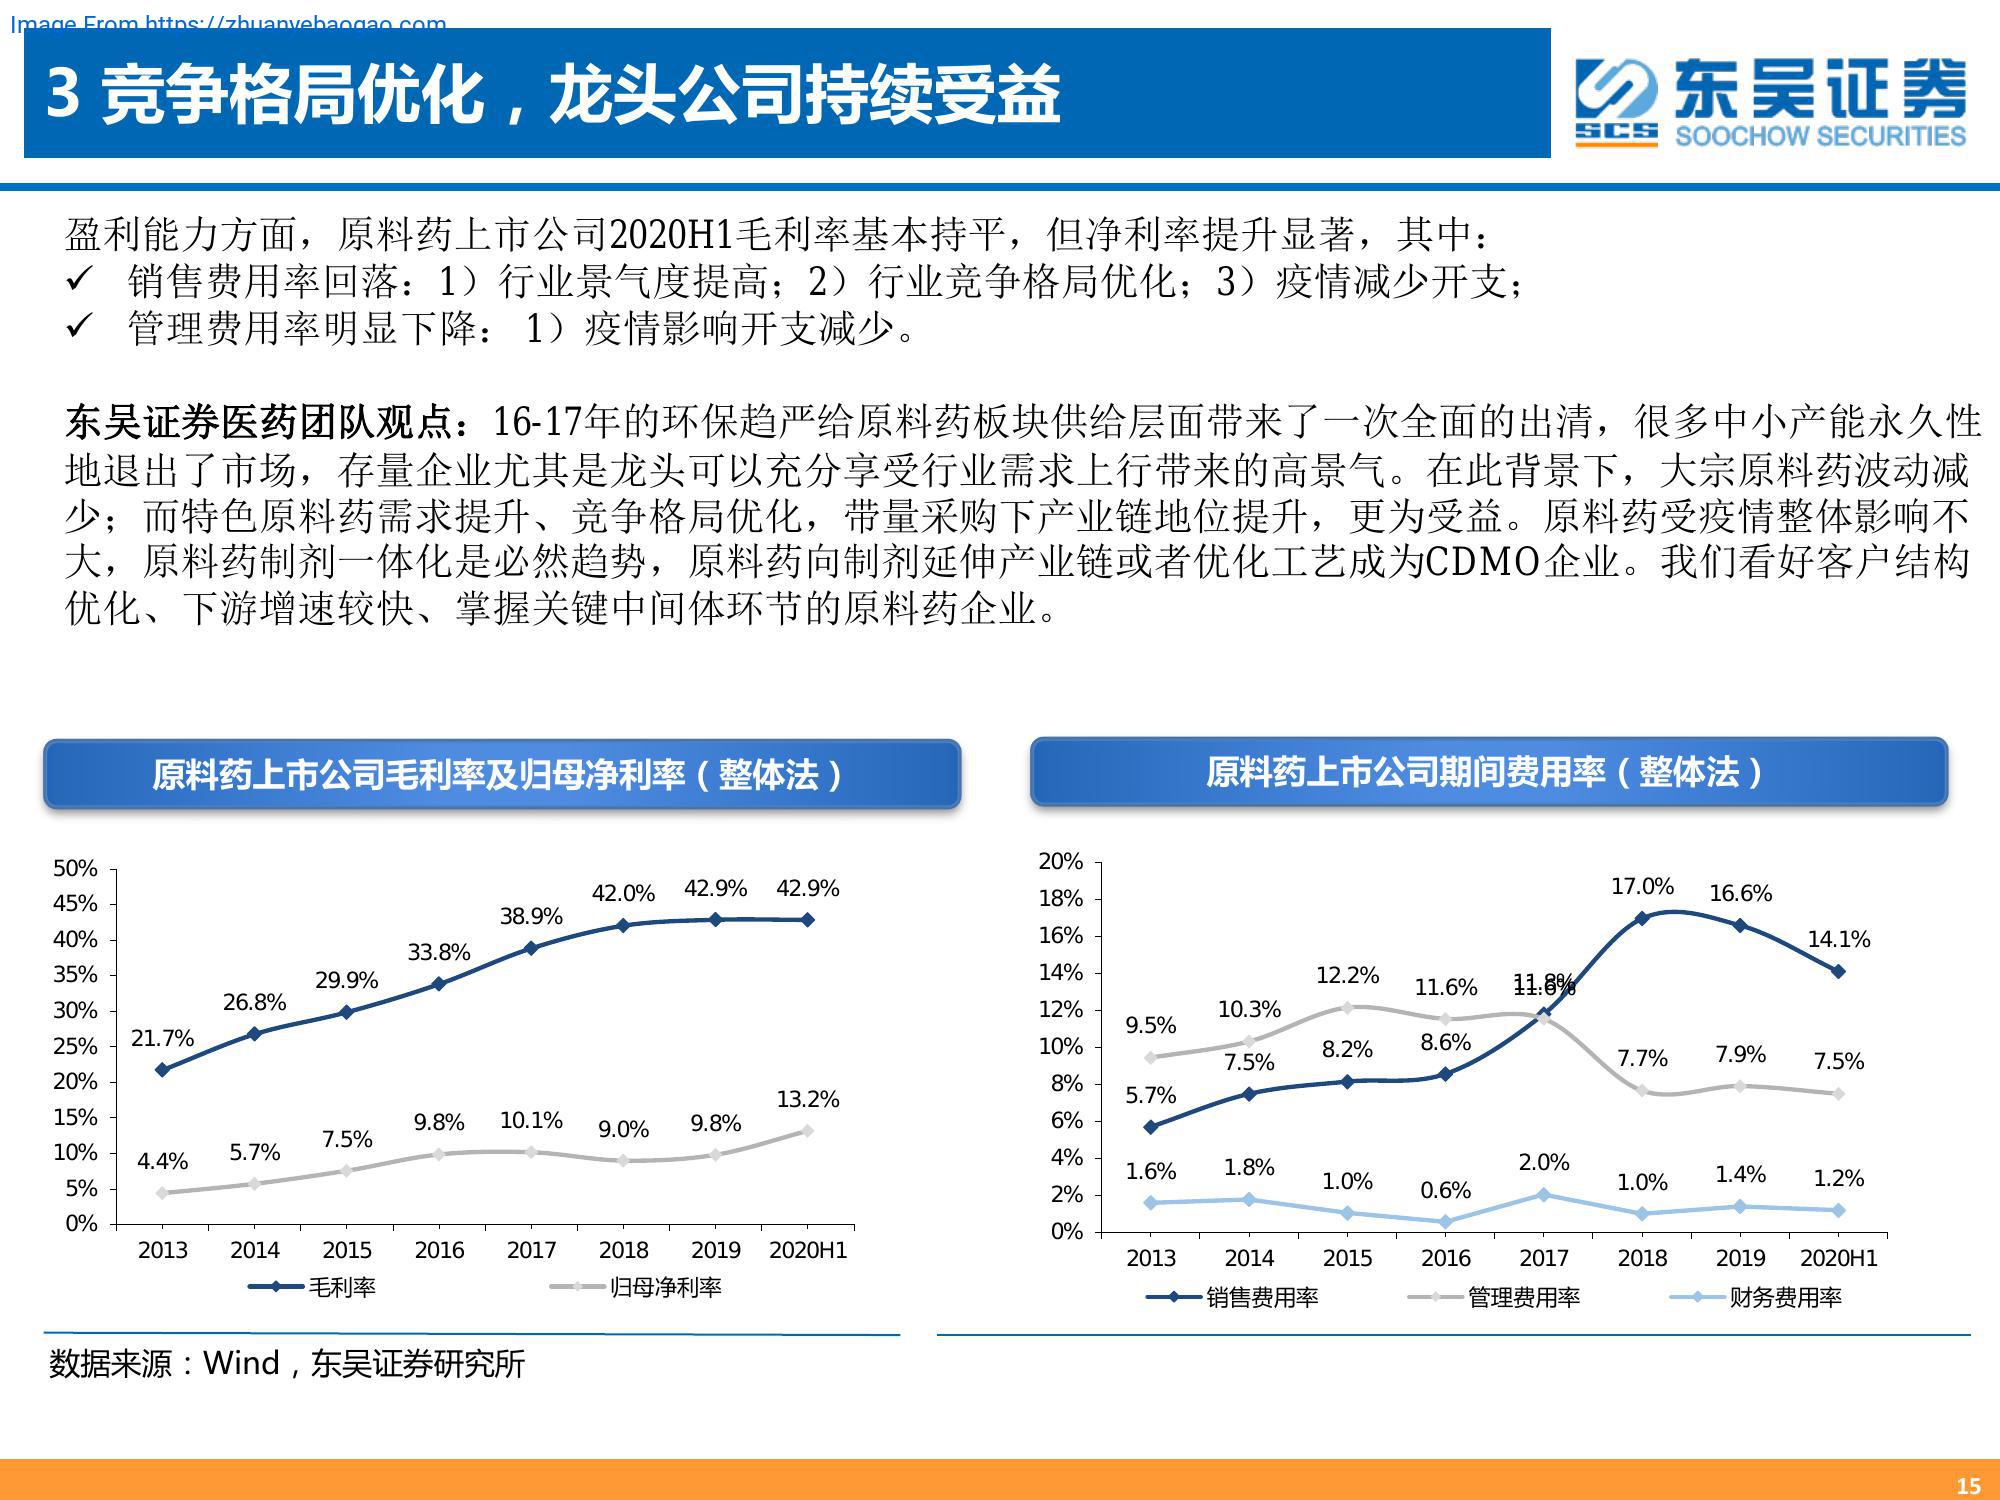 Image From https://zhuanyebaogao.com
3 竞争格局优化，龙头公司持续受益
东吴证券
SCS
SOOCHOW SECURITIES
盈利能力方面，原料药上市公司2020H1毛利率基本持平，但净利率提升显著，其中：
✓ 销售费用率回落：1）行业景气度提高；2）行业竞争格局优化；3）疫情减少开支；
✓ 管理费用率明显下降： 1）疫情影响开支减少。
东吴证券医药团队观点：16-17年的环保趋严给原料药板块供给层面带来了一次全面的出清，很多中小产能永久性
地退出了市场，存量企业尤其是龙头可以充分享受行业需求上行带来的高景气。在此背景下，大宗原料药波动减
少；而特色原料药需求提升、竞争格局优化，带量采购下产业链地位提升，更为受益。原料药受疫情整体影响不
大，原料药制剂一体化是必然趋势，原料药向制剂延伸产业链或者优化工艺成为CDMO企业。我们看好客户结构
优化、下游增速较快、掌握关键中间体环节的原料药企业。
原料药上市公司毛利率及归母净利率（整体法）
50%
45%
40%
35%
30%
25%
20%
15%
10%
5%
0%
21.7% 26.8% 29.9% 33.8% 38.9% 42.0% 42.9% 42.9%
4.4% 5.7% 7.5% 9.8% 10.1% 9.0% 9.8% 13.2%
2013 2014 2015 2016 2017 2018 2019 2020H1
毛利率 归母净利率
原料药上市公司期间费用率（整体法）
20%
18%
16%
14%
12%
10%
8%
6%
4%
2%
0%
5.7% 7.5% 8.2% 8.6% 11.8% 17.0% 16.6% 14.1%
9.5% 10.3% 12.2% 11.6% 11.6% 7.7% 7.9% 7.5%
1.6% 1.8% 1.0% 0.6% 2.0% 1.0% 1.4% 1.2%
2013 2014 2015 2016 2017 2018 2019 2020H1
销售费用率 管理费用率 财务费用率
数据来源：Wind，东吴证券研究所
15